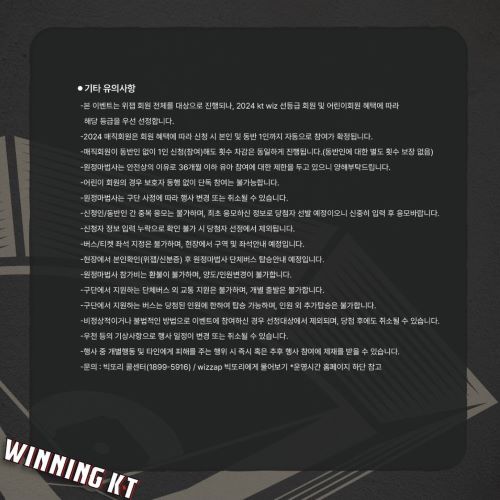 ● 기타 유의사항
-본 이벤트는 위잽 회원 전체를 대상으로 진행되나, 2024 kt wiz 선등급 회원 및 어린이회원 혜택에 따라
해당 등급을 우선 선정합니다.
-2024 매직회원은 회원 혜택에 따라 신청 시 본인 및 동반 1인까지 자동으로 참여가 확정됩니다.
-매직회원이 동반인 없이 1인 신청(참여)해도 횟수 차감은 동일하게 진행됩니다.(동반인에 대한 별도 횟수 보장 없음)
-원정마법사는 안전상의 이유로 36개월 이하 유아 참여에 대한 제한을 두고 있으니 양해부탁드립니다.
-어린이 회원의 경우 보호자 동행 없이 단독 참여는 불가능합니다.
-원정마법사는 구단 사정에 따라 행사 변경 또는 취소될 수 있습니다.
-신청인/동반인 간 중복 응모는 불가하며, 최초 응모하신 정보로 당첨자 선발 예정이오니 신중히 입력 후 응모바랍니다.
-신청자 정보 입력 누락으로 확인 불가 시 당첨자 선정에서 제외됩니다.
-버스/티켓 좌석 지정은 불가하며, 현장에서 구역 및 좌석안내 예정입니다.
-현장에서 본인확인(위잽/신분증) 후 원정마법사 단체버스 탑승안내 예정입니다.
-원정마법사 참가비는 환불이 불가하며, 양도/인원변경이 불가합니다.
-구단에서 지원하는 단체버스 외 교통 지원은 불가하며, 개별 출발은 불가합니다.
-구단에서 지원하는 버스는 당첨된 인원에 한하여 탑승 가능하며, 인원 외 추가탑승은 불가합니다.
-비정상적이거나 불법적인 방법으로 이벤트에 참여하신 경우 선정대상에서 제외되며, 당첨 후에도 취소될 수 있습니다.
-우천 등의 기상사항으로 행사 일정이 변경 또는 취소될 수 있습니다.
-행사 중 개별행동 및 타인에게 피해를 주는 행위 시 즉시 혹은 추후 행사 참여에 제재를 받을 수 있습니다.
-문의 : 빅또리 콜센터(1899-5916) / wizzap 빅또리에게 물어보기 *운영시간 홈페이지 하단 참고
WINNING KT